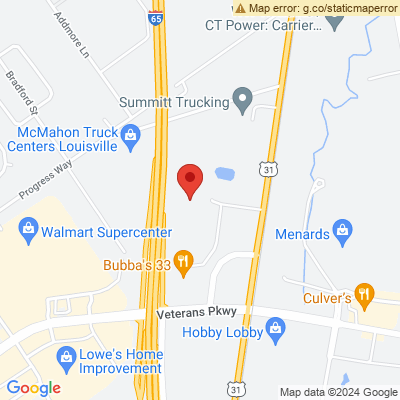 Map error: g.co/staticmaperror
65
Addmore Ln
CT Power: Carrier...
Bradford St
Summitt Trucking
McMahon Truck
Centers Louisville
31
Progress Way
Walmart Supercenter
Menards
Bubba's 33
Culver's
Veterans Pkwy
Hobby Lobby
Lowe's Home
Improvement
31
Google
Map data ©2024 Google